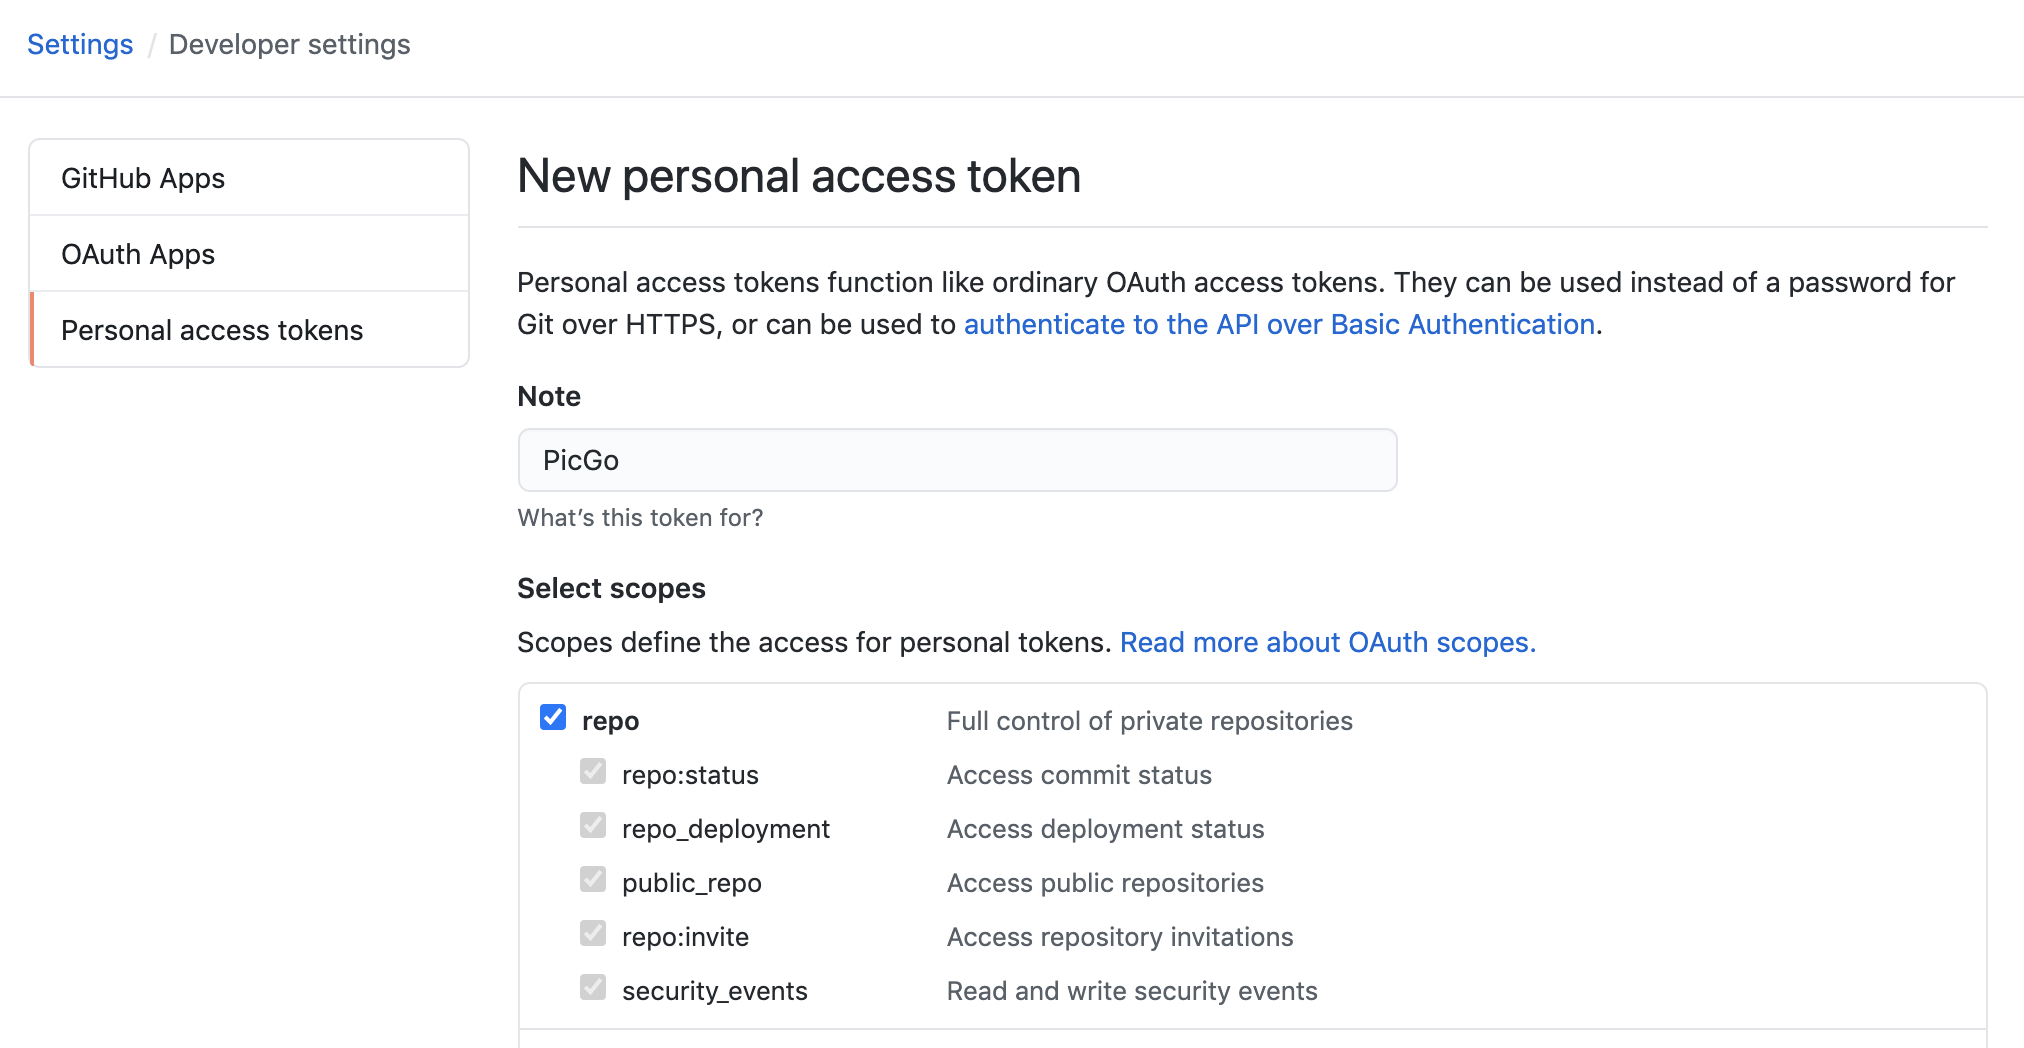 Settings / Developer settings
GitHub Apps
OAuth Apps
Personal access tokens
New personal access token
Personal access tokens function like ordinary OAuth access tokens. They can be used instead of a password for
Git over HTTPS, or can be used to authenticate to the API over Basic Authentication.
Note
PicGo
What’s this token for?
Select scopes
Scopes define the access for personal tokens. Read more about OAuth scopes.
repo Full control of private repositories
repo:status Access commit status
repo_deployment Access deployment status
public_repo Access public repositories
repo:invite Access repository invitations
security_events Read and write security events